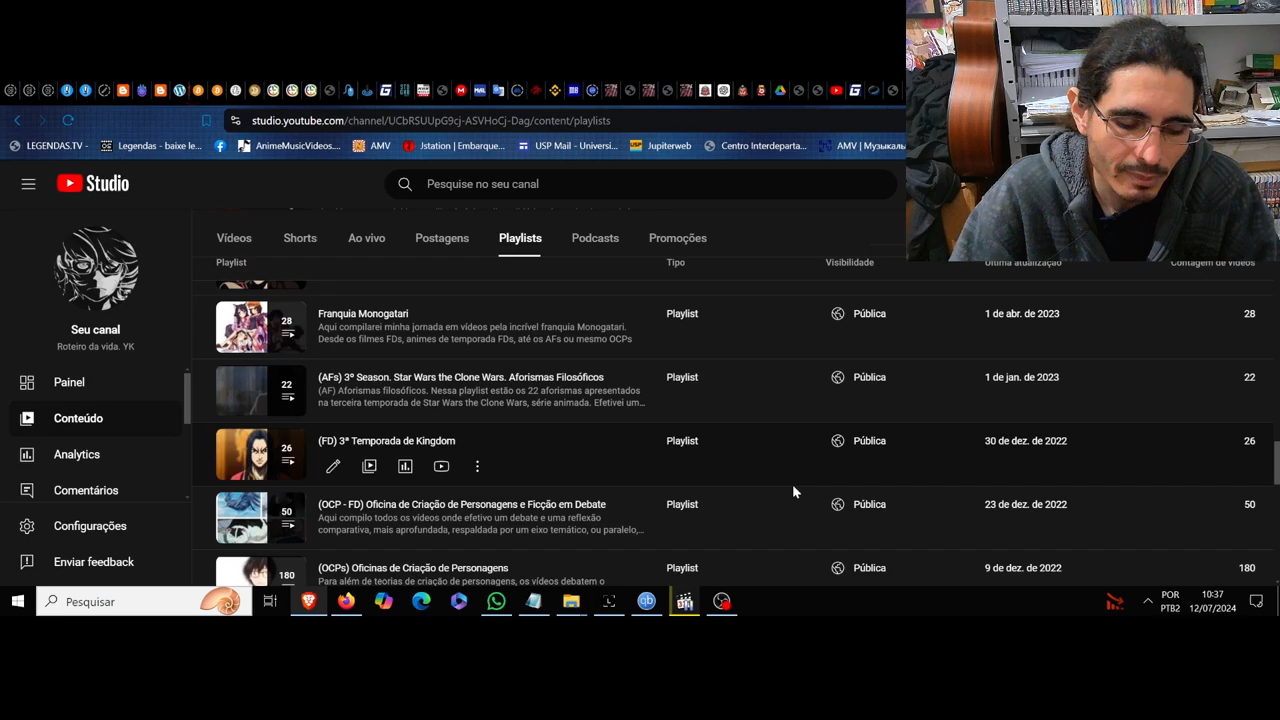 studio.youtube.com/channel/UCbRSUUpG9cj-ASVHoCj-Dag/content/playlists
LEGENDAS.TV -
Legendas - baixe le...
AnimeMusicVideos....
AMV
Jstation | Embarque...
USP Mail - Universi...
Jupiterweb
Centro Interdeparta...
Studio
Pesquise no seu canal
Vídeos
Shorts
Ao vivo
Postagens
Playlists
Podcasts
Promoções
Playlist
Tipo
Visibilidade
Última atualização
Contagem de vídeos
Seu canal
Roteiro da vida. YK
Painel
Conteúdo
Analytics
Comentários
Configurações
Enviar feedback
28
Franquia Monogatari
Aqui compilarei minha jornada em vídeos pela incrível franquia Monogatari.
Desde os filmes FDs, animes de temporada FDs, até os AFs ou mesmo OCPs
Playlist
Pública
1 de abr. de 2023
28
22
(AFs) 3º Season. Star Wars the Clone Wars. Aforismas Filosóficos
(AF) Aforismas filosóficos. Nessa playlist estão os 22 aforismas apresentados
na terceira temporada de Star Wars the Clone Wars, série animada. Efetivei um...
Playlist
Pública
1 de jan. de 2023
22
26
(FD) 3ª Temporada de Kingdom
Playlist
Pública
30 de dez. de 2022
26
50
(OCP - FD) Oficina de Criação de Personagens e Ficção em Debate
Aqui compilo todos os vídeos onde efetivo um debate e uma reflexão
comparativa, mais aprofundada, respaldada por um eixo temático, ou paralelo,...
Playlist
Pública
23 de dez. de 2022
50
180
(OCPs) Oficinas de Criação de Personagens
Para além de teorias de criação de personagens, os vídeos debatem o
Playlist
Pública
9 de dez. de 2022
180
Pesquisar
POR
PTB2
10:37
12/07/2024